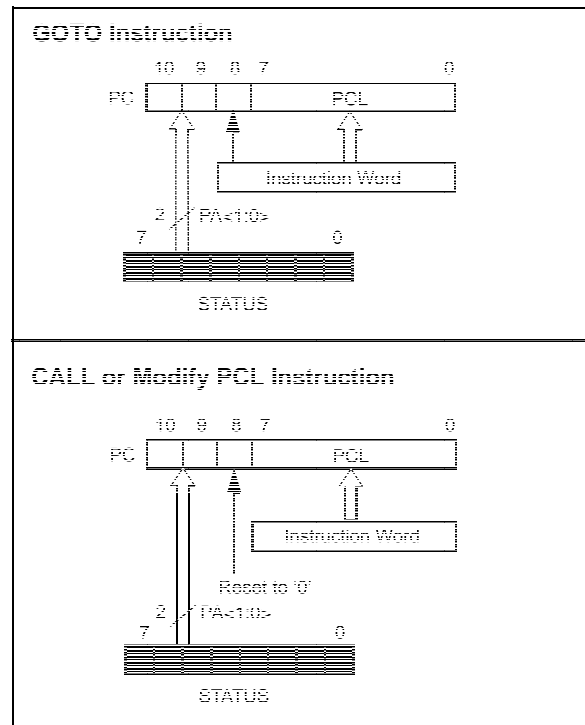 GOTO Instruction
10 9 8 7 0
PC PCL
Instruction Word
2 PA<1:0>
7 0
STATUS
CALL or Modify PCL Instruction
10 9 8 7 0
PC PCL
Instruction Word
Reset to '0'
2 PA<1:0>
7 0
STATUS